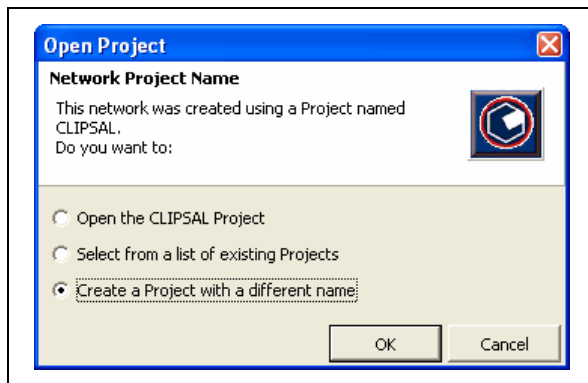 Open Project
Network Project Name
This network was created using a Project named
CLIPSAL.
Do you want to:
Open the CLIPSAL Project
Select from a list of existing Projects
Create a Project with a different name
OK
Cancel